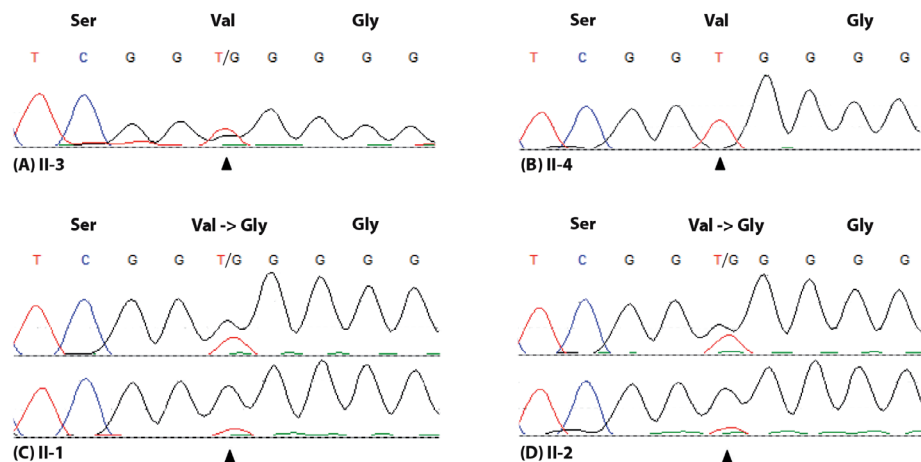 Ser Val Gly
T C G G T/G G G G G
(A) II-3
Ser Val Gly
T C G G T G G G G
(B) II-4
Ser Val -> Gly Gly
T C G G T/G G G G G
(C) II-1
Ser Val -> Gly Gly
T C G G T/G G G G G
(D) II-2